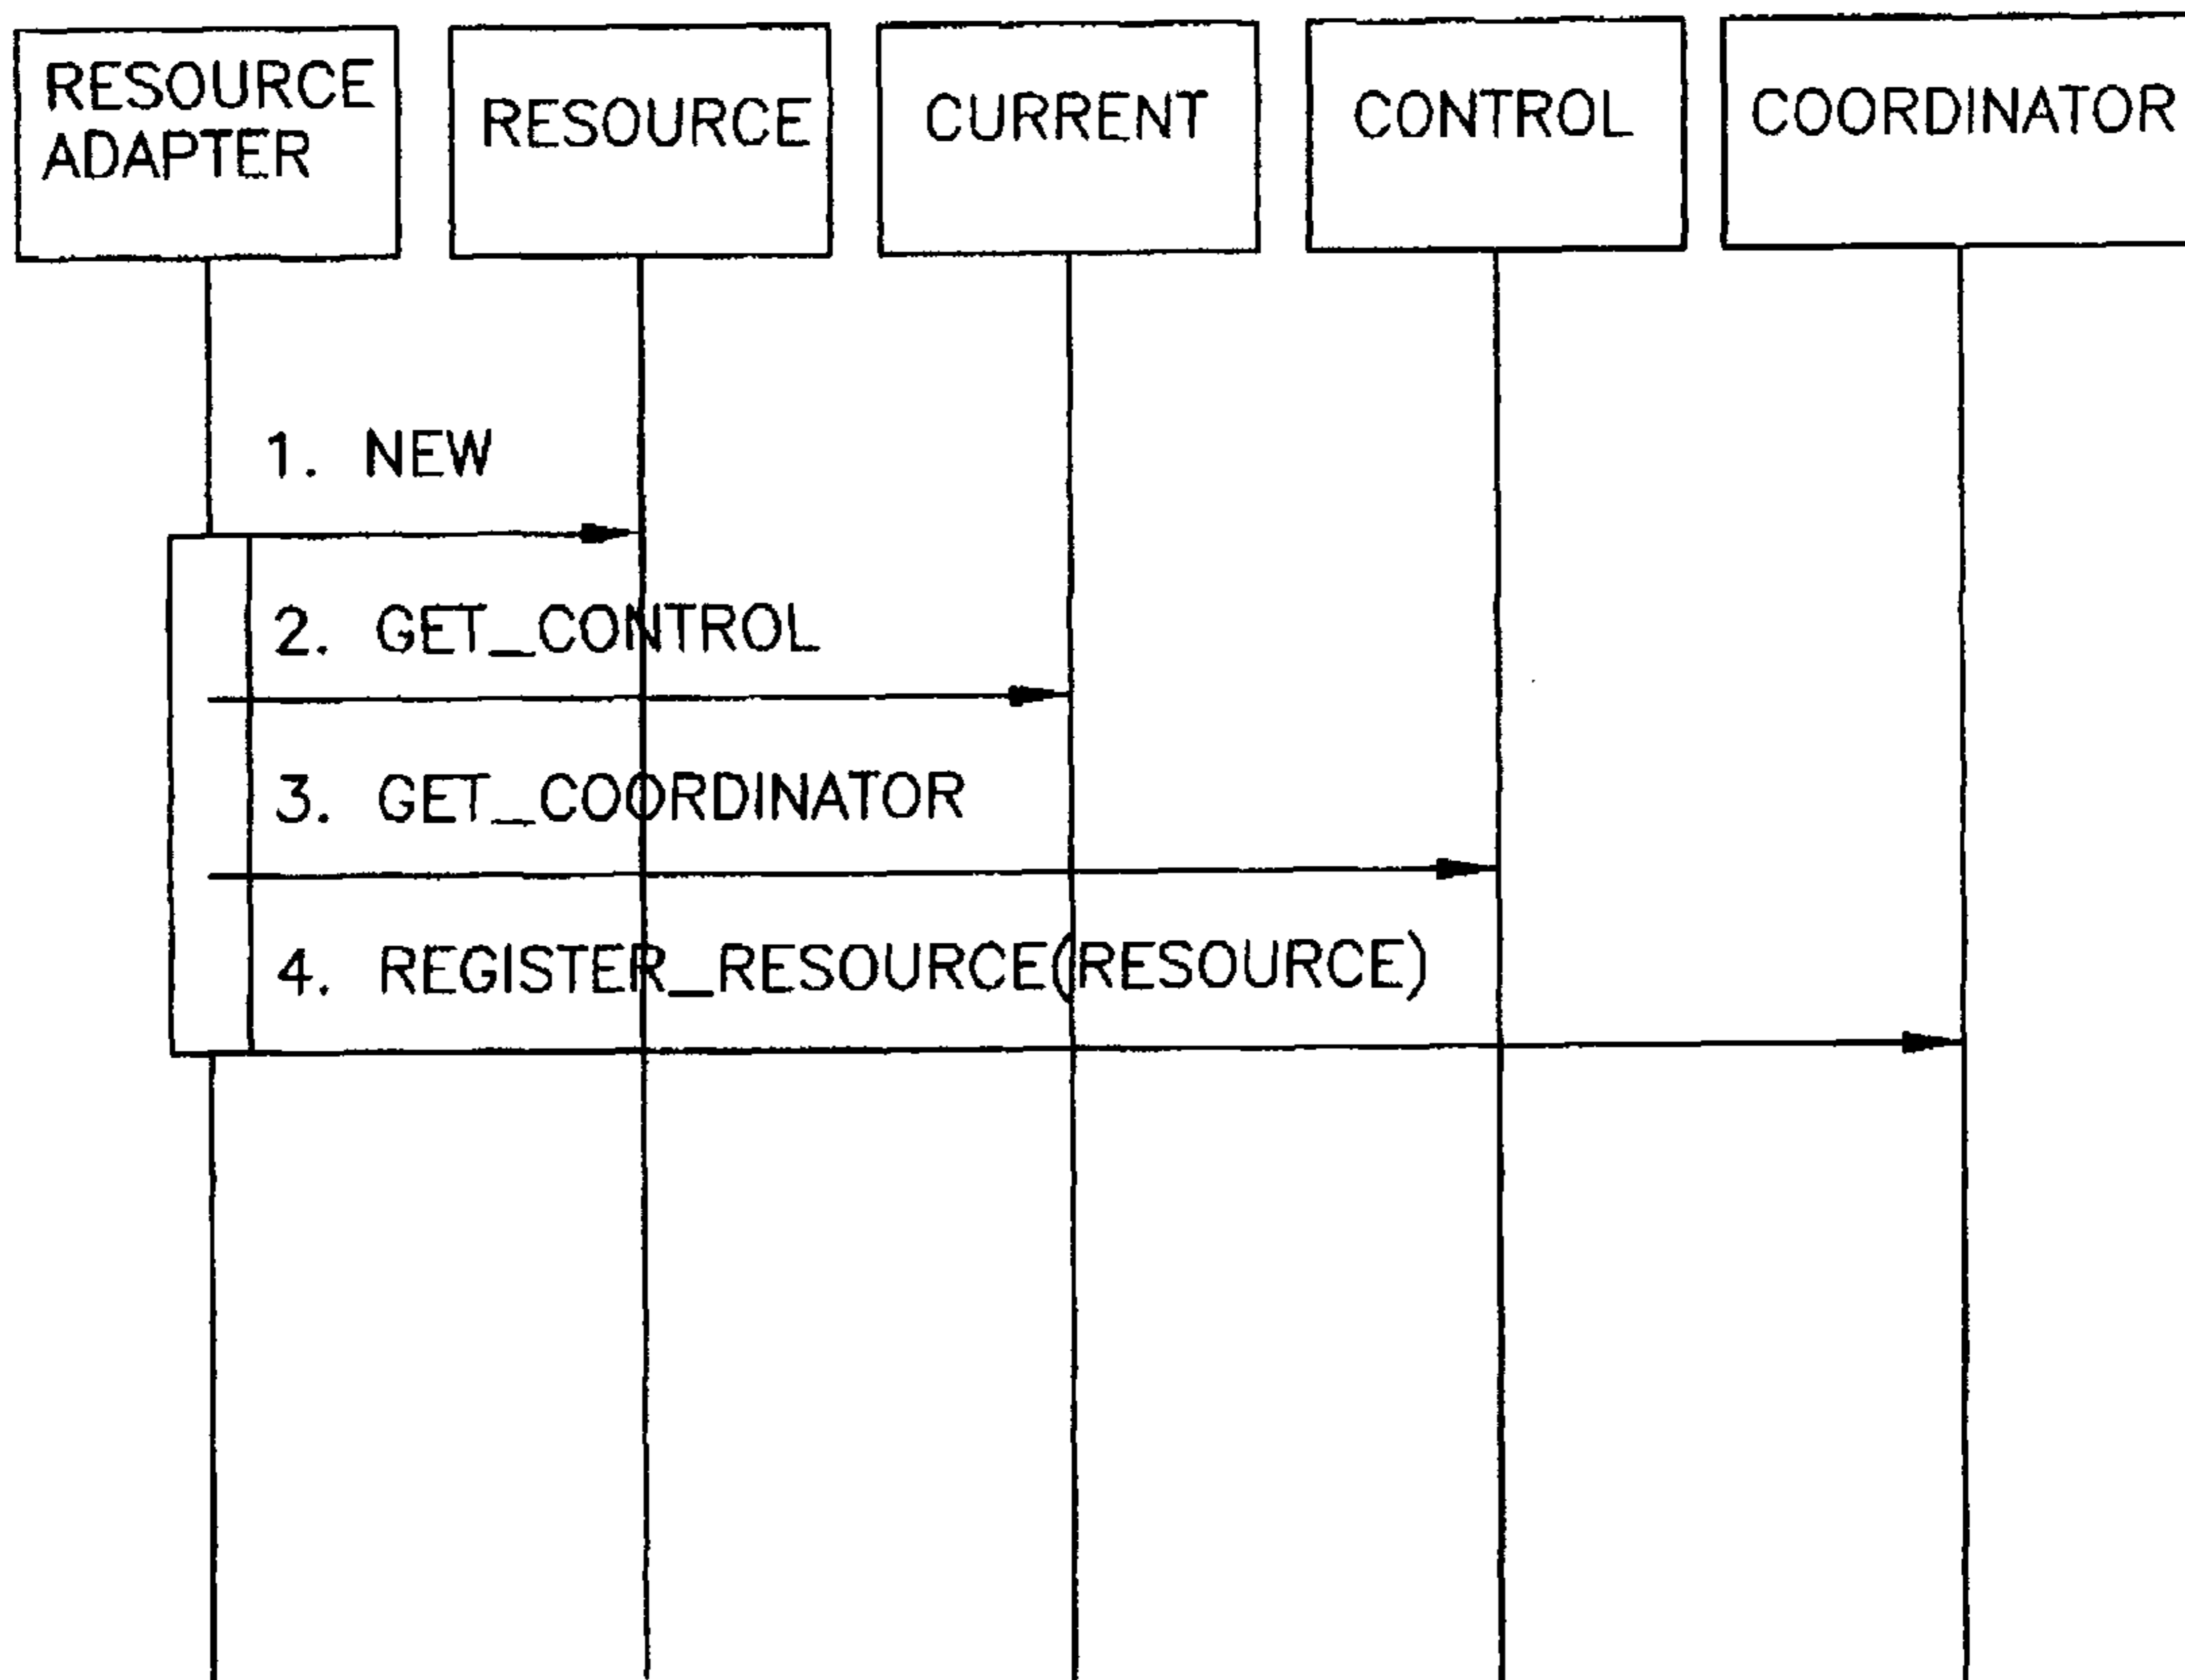 RESOURCE
ADAPTER
RESOURCE
CURRENT
CONTROL
COORDINATOR
1. NEW
2. GET_CONTROL
3. GET_COORDINATOR
4. REGISTER_RESOURCE(RESOURCE)